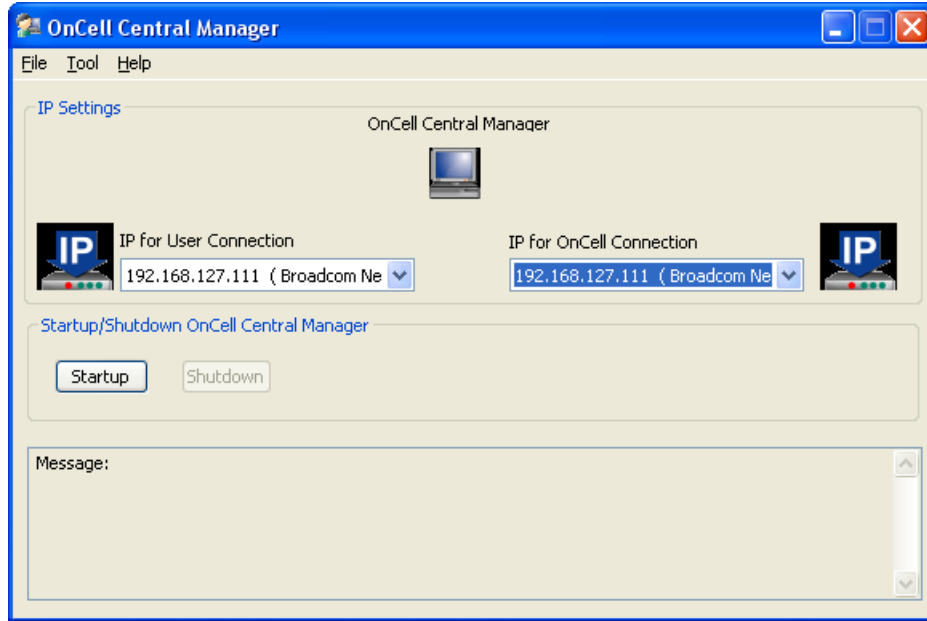 OnCell Central Manager
File Tool Help
IP Settings
OnCell Central Manager
IP IP for User Connection IP for OnCell Connection IP
192.168.127.111 ( Broadcom Ne 192.168.127.111 ( Broadcom Ne
Startup/Shutdown OnCell Central Manager
Startup Shutdown
Message: